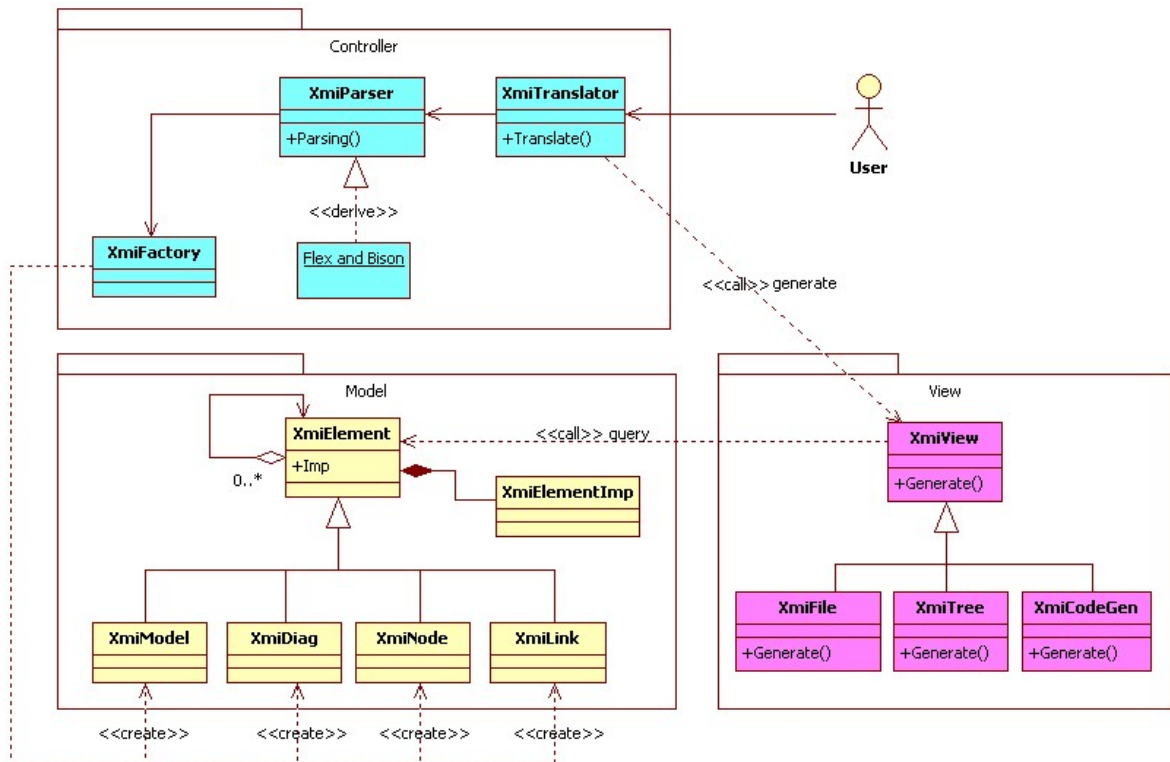 Controller
XmiParser
+Parsing()
XmiTranslator
+Translate()
User
<<derive>>
XmiFactory
Flex and Bison
<<call>> generate
Model
View
XmiElement
+Imp
0..*
<<call>> query
XmiElementImp
XmiView
+Generate()
XmiFile
+Generate()
XmiTree
+Generate()
XmiCodeGen
+Generate()
XmiModel
XmiDiag
XmiNode
XmiLink
<<create>>
<<create>>
<<create>>
<<create>>